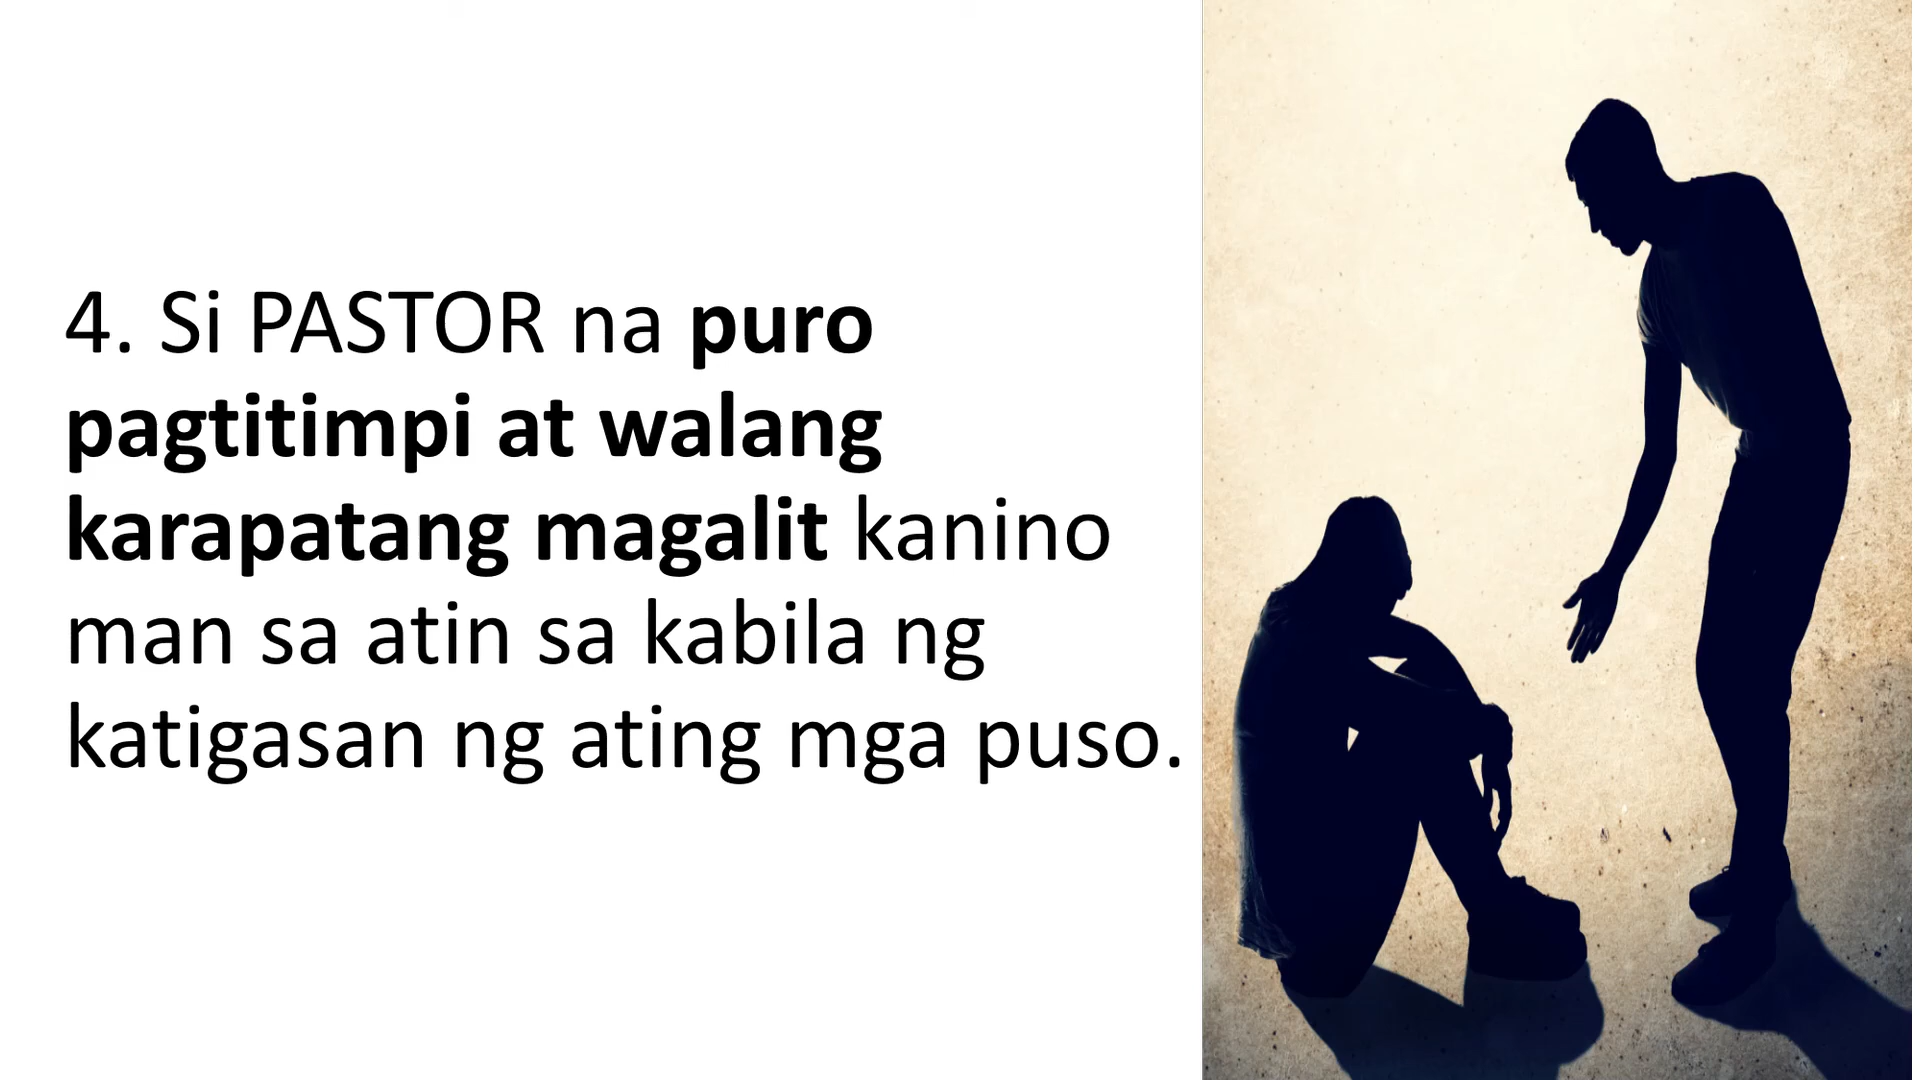 4. Si PASTOR na puro
pagtitimpi at walang
karapatang magalit kanino
man sa atin sa kabila ng
katigasan ng ating mga puso.